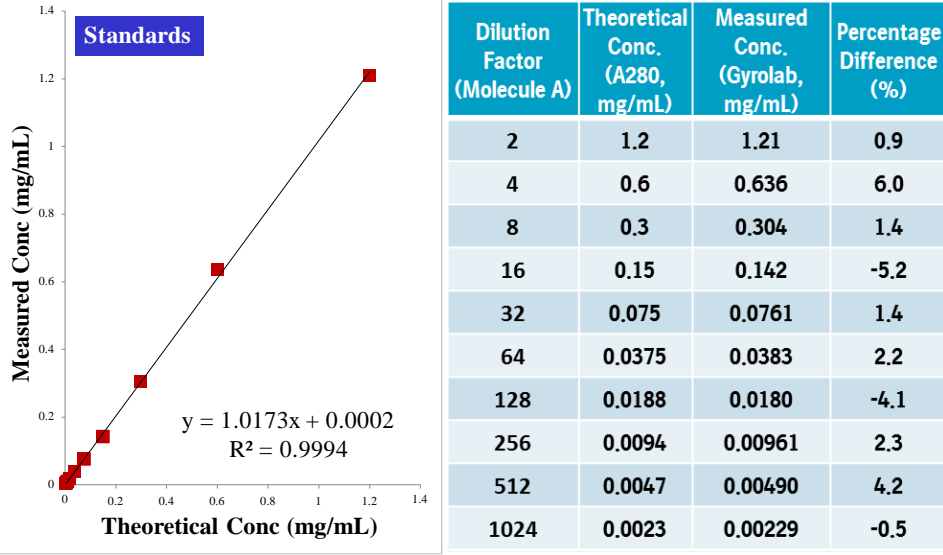 Standards
1.4
1.2
1
0.8
0.6
0.4
0.2
0
0 0.2 0.4 0.6 0.8 1 1.2 1.4
Measured Conc (mg/mL)
Theoretical Conc (mg/mL)
y = 1.0173x + 0.0002
R² = 0.9994
Dilution Factor (Molecule A) Theoretical Conc. (A280, mg/mL) Measured Conc. (Gyrolab, mg/mL) Percentage Difference (%)
2 1.2 1.21 0.9
4 0.6 0.636 6.0
8 0.3 0.304 1.4
16 0.15 0.142 -5.2
32 0.075 0.0761 1.4
64 0.0375 0.0383 2.2
128 0.0188 0.0180 -4.1
256 0.0094 0.00961 2.3
512 0.0047 0.00490 4.2
1024 0.0023 0.00229 -0.5